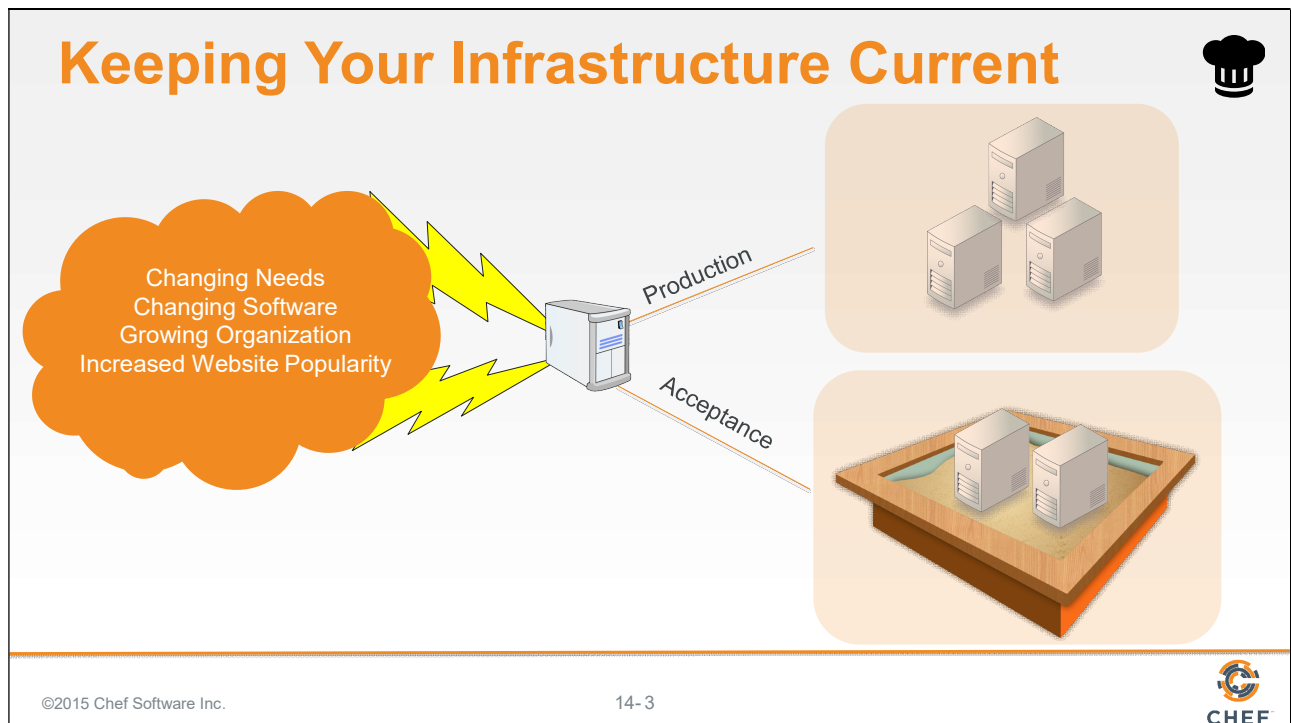 Keeping Your Infrastructure Current
Changing Needs
Changing Software
Growing Organization
Increased Website Popularity
Production
Acceptance
©2015 Chef Software Inc.
14- 3
CHEF